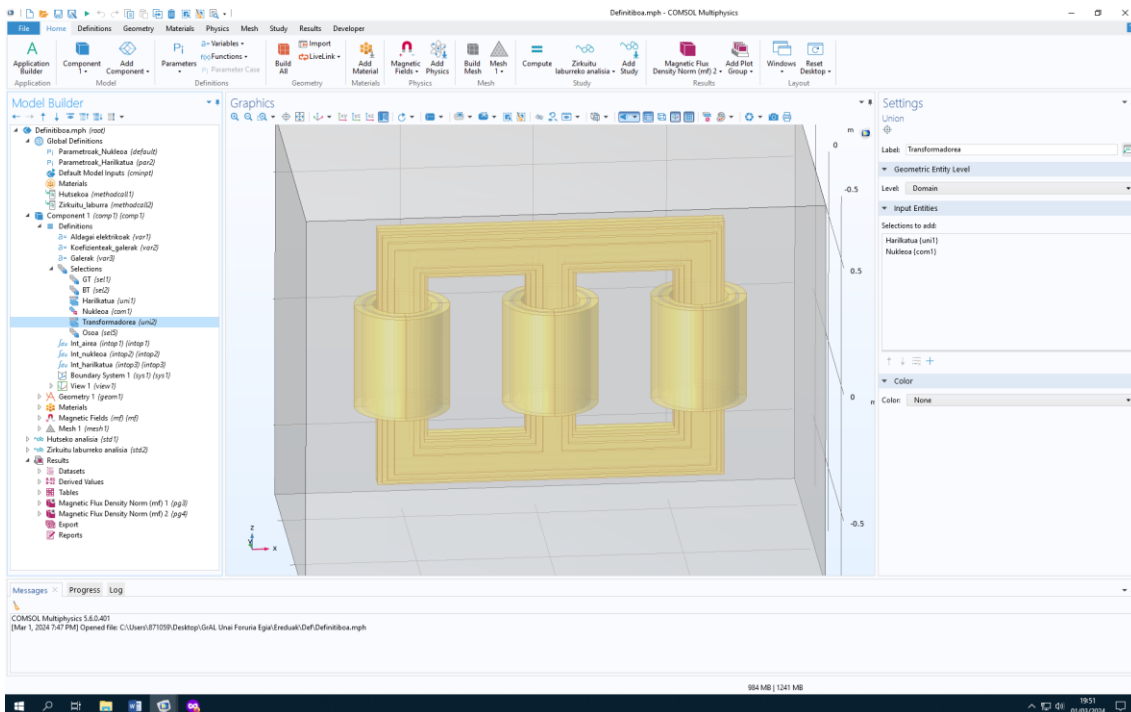 Definitiboa.mph - COMSOL Multiphysics
File Home Definitions Geometry Materials Physics Mesh Study Results Developer
Application Builder
Component 1
Add Component
Parameters
Variables
Functions
Parameter Case
Build All
Import
LiveLink
Add Material
Magnetic Fields
Add Physics
Build Mesh
Mesh 1
Compute
Zirkuitu laburreko analisia
Add Study
Magnetic Flux Density Norm (mf) 2
Add Plot Group
Windows
Reset Desktop
Application Model Definitions Geometry Materials Physics Mesh Study Results Layout
Model Builder
Definitiboa.mph (root)
Global Definitions
Parametroak_Nukleoa (default)
Parametroak_Harilkatua (par2)
Default Model Inputs (cminpt)
Materials
Hutsekoa (methodcall1)
Zirkuitu_laburra (methodcall2)
Component 1 (comp1) (comp1)
Definitions
Aldagai elektrikoak (var1)
Koefizienteak_galerak (var2)
Galerak (var3)
Selections
GT (sel1)
BT (sel2)
Harilkatua (uni1)
Nukleoa (com1)
Transformadorea (uni2)
Osoa (sel5)
Int_airea (intop1) (intop1)
Int_nukleoa (intop2) (intop2)
Int_harilkatua (intop3) (intop3)
Boundary System 1 (sys1) (sys1)
View 1 (view1)
Geometry 1 (geom1)
Materials
Magnetic Fields (mf) (mf)
Mesh 1 (mesh1)
Hutseko analisia (std1)
Zirkuitu laburreko analisia (std2)
Results
Datasets
Derived Values
Tables
Magnetic Flux Density Norm (mf) 1 (pg3)
Magnetic Flux Density Norm (mf) 2 (pg4)
Export
Reports
Graphics
m
0
-0.5
0.5
0
m
-0.5
z
y
x
Settings
Union
Label: Transformadorea
Geometric Entity Level
Level: Domain
Input Entities
Selections to add:
Harilkatua (uni1)
Nukleoa (com1)
Color
Color: None
Messages Progress Log
COMSOL Multiphysics 5.6.0.401
[Mar 1, 2024 7:47 PM] Opened file: C:\Users\871059\Desktop\GrAL Unai Foruria Egia\Ereduak\Def\Definitiboa.mph
984 MB | 1241 MB
19:51
01/03/2024